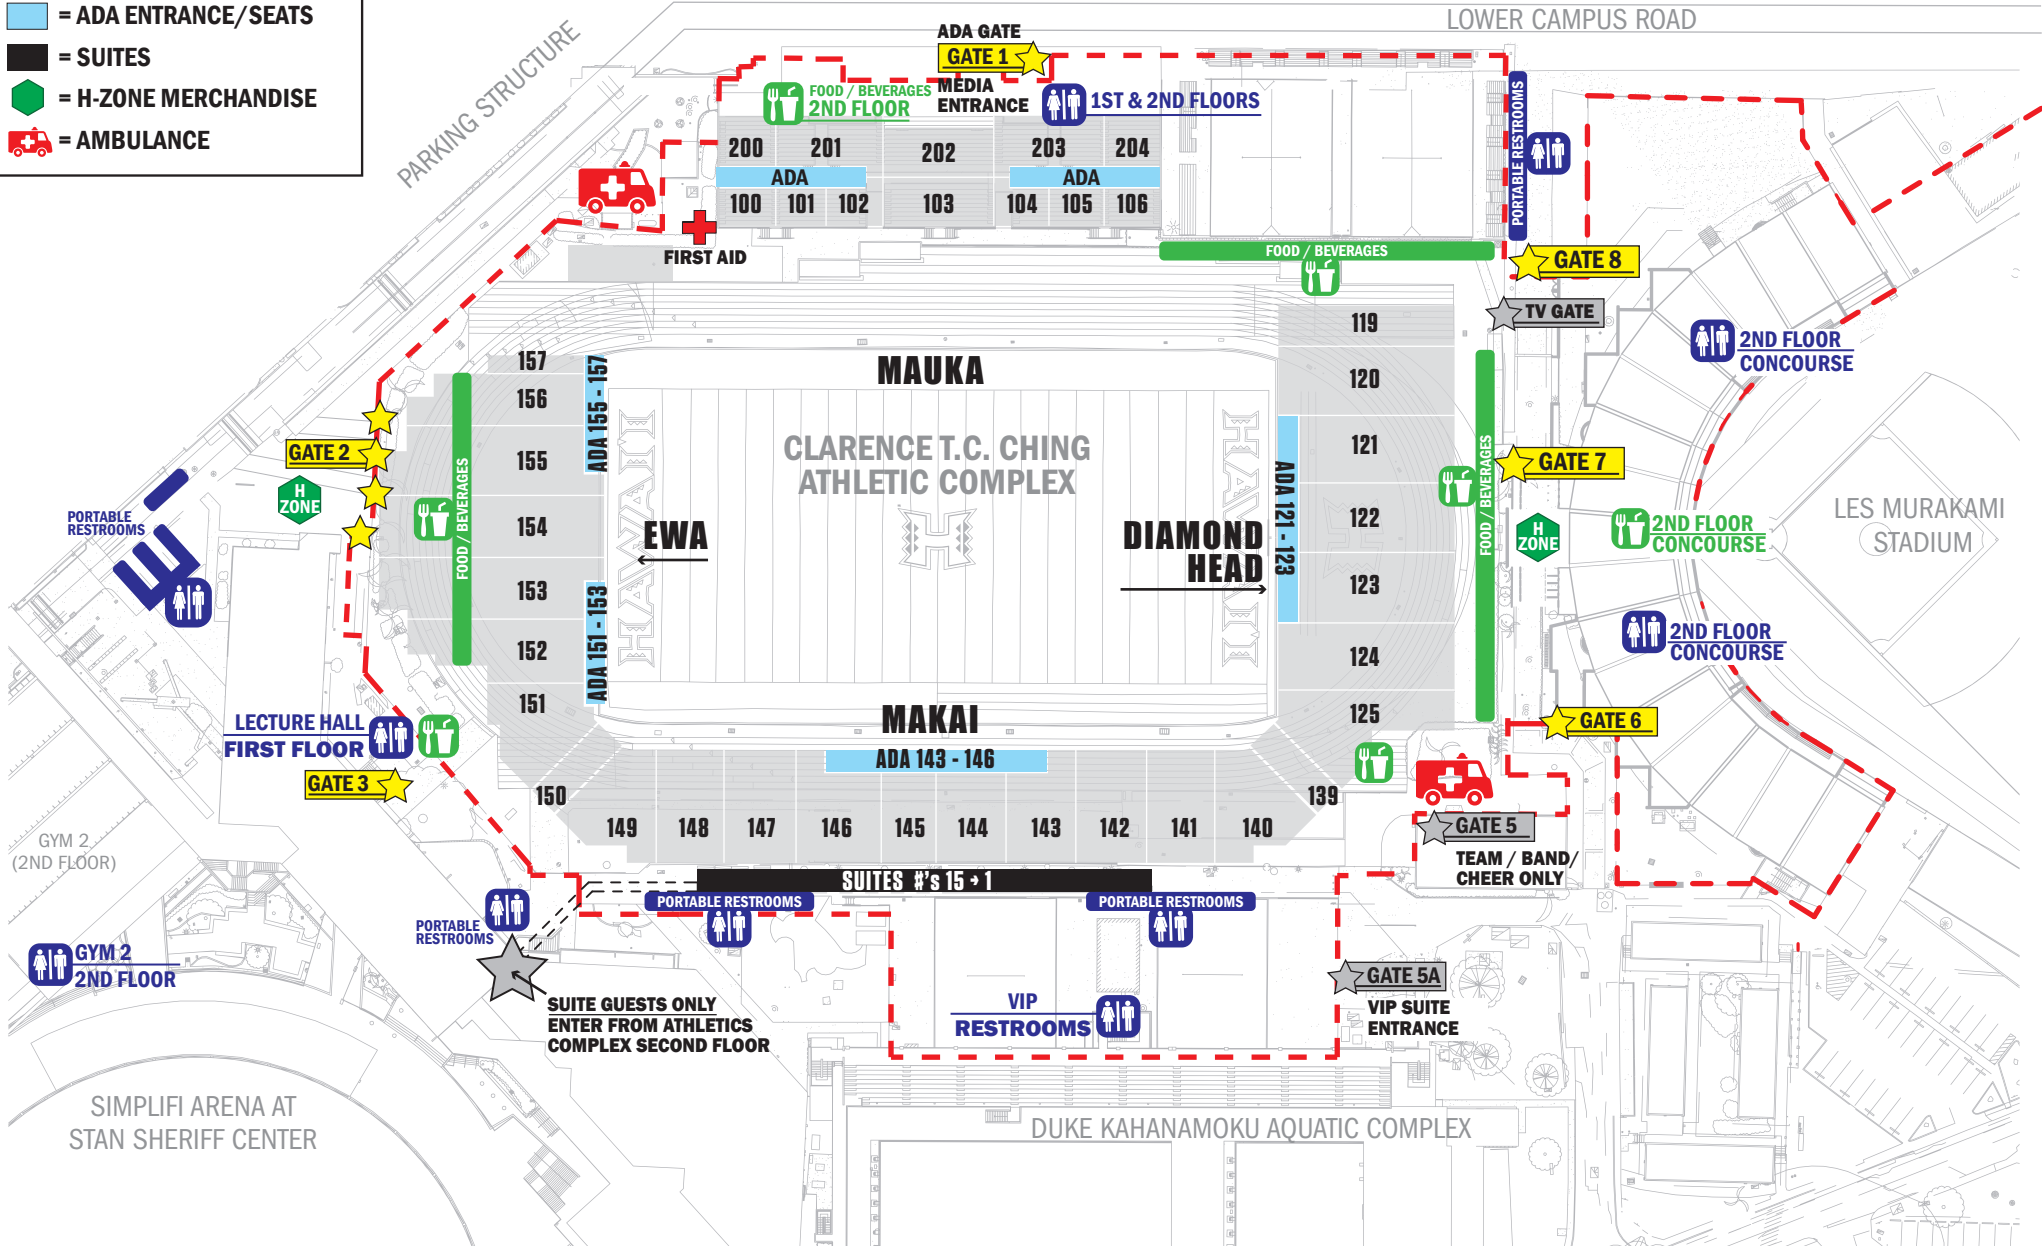 = ADA ENTRANCE/SEATS
= SUITES
= H-ZONE MERCHANDISE
= AMBULANCE
PARKING STRUCTURE
LOWER CAMPUS ROAD
ADA GATE
GATE 1
MEDIA
ENTRANCE
FOOD / BEVERAGES
2ND FLOOR
1ST & 2ND FLOORS
PORTABLE RESTROOMS
200
201
202
203
204
ADA
ADA
100
101
102
103
104
105
106
FIRST AID
FOOD / BEVERAGES
GATE 8
TV GATE
2ND FLOOR
CONCOURSE
119
120
121
122
123
124
125
ADA 121 - 123
FOOD / BEVERAGES
GATE 7
H
ZONE
2ND FLOOR
CONCOURSE
2ND FLOOR
CONCOURSE
LES MURAKAMI
STADIUM
GATE 6
MAUKA
CLARENCE T.C. CHING
ATHLETIC COMPLEX
HAWAII
HAWAII
H
EWA
DIAMOND
HEAD
MAKAI
157
156
155
154
153
152
151
ADA 155 - 157
ADA 151 - 153
FOOD / BEVERAGES
GATE 2
H
ZONE
PORTABLE
RESTROOMS
LECTURE HALL
FIRST FLOOR
GATE 3
GYM 2
(2ND FLOOR)
ADA 143 - 146
150
149
148
147
146
145
144
143
142
141
140
139
GATE 5
TEAM / BAND/
CHEER ONLY
SUITES #'s 15 → 1
PORTABLE RESTROOMS
PORTABLE RESTROOMS
PORTABLE
RESTROOMS
GYM 2
2ND FLOOR
SUITE GUESTS ONLY
ENTER FROM ATHLETICS
COMPLEX SECOND FLOOR
VIP
RESTROOMS
GATE 5A
VIP SUITE
ENTRANCE
SIMPLIFI ARENA AT
STAN SHERIFF CENTER
DUKE KAHANAMOKU AQUATIC COMPLEX